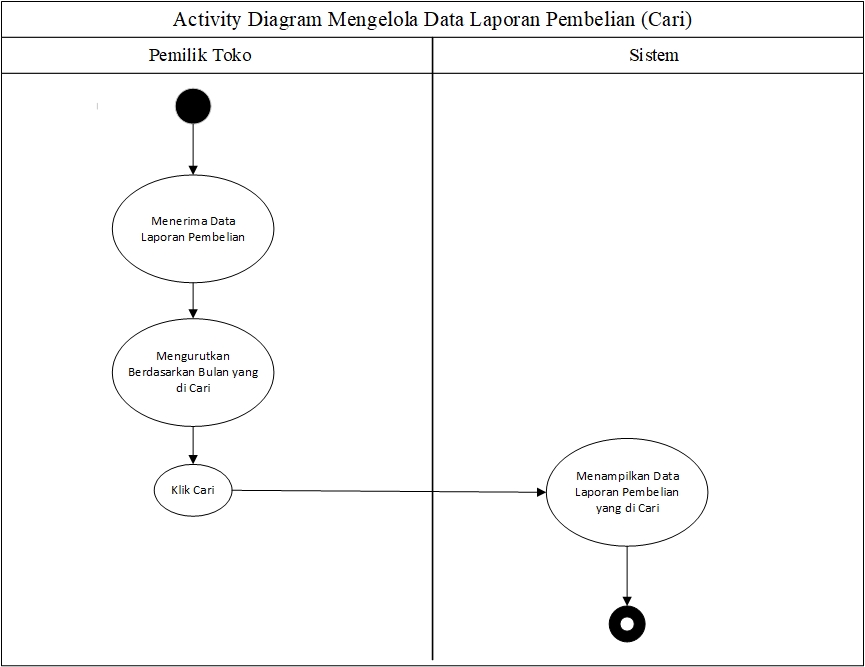 Activity Diagram Mengelola Data Laporan Pembelian (Cari)
Pemilik Toko
Sistem
Menerima Data
Laporan Pembelian
Mengurutkan
Berdasarkan Bulan yang
di Cari
Klik Cari
Menampilkan Data
Laporan Pembelian
yang di Cari